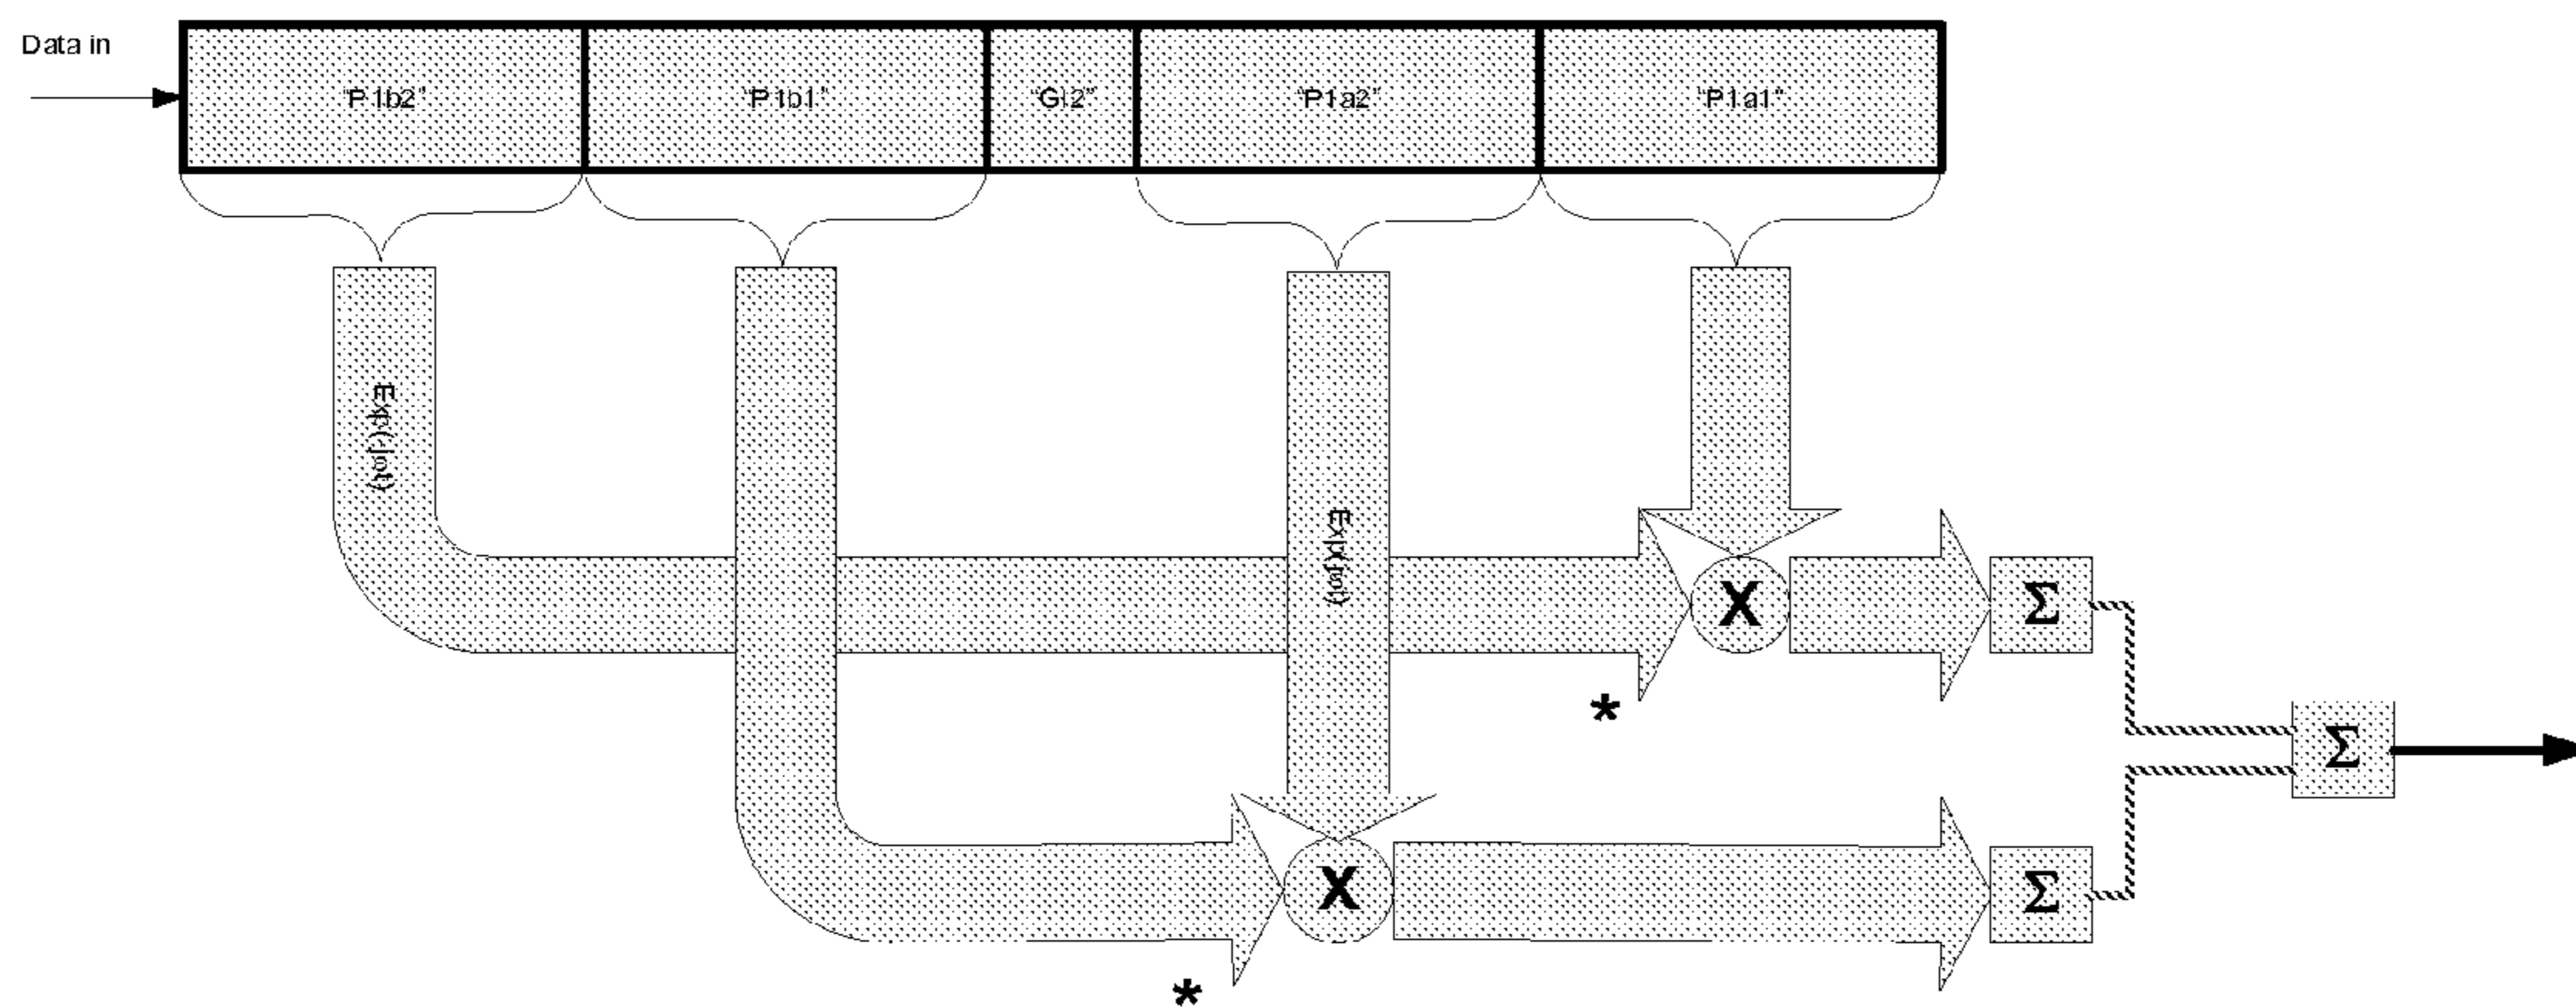 Data in
"P1b2"
"P1b1"
"GI2"
"P1a2"
"P1a1"
Exp(-jωt)
Exp(jωt)
X
Σ
*
Σ
X
Σ
*